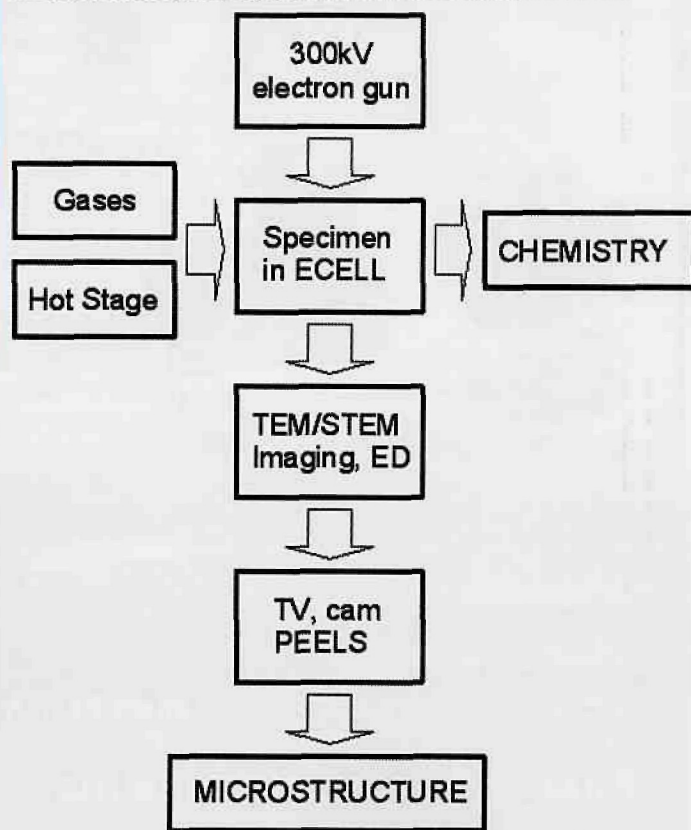 300kV
electron gun
Gases
Hot Stage
Specimen
in ECELL
CHEMISTRY
TEM/STEM
Imaging, ED
TV, cam
PEELS
MICROSTRUCTURE